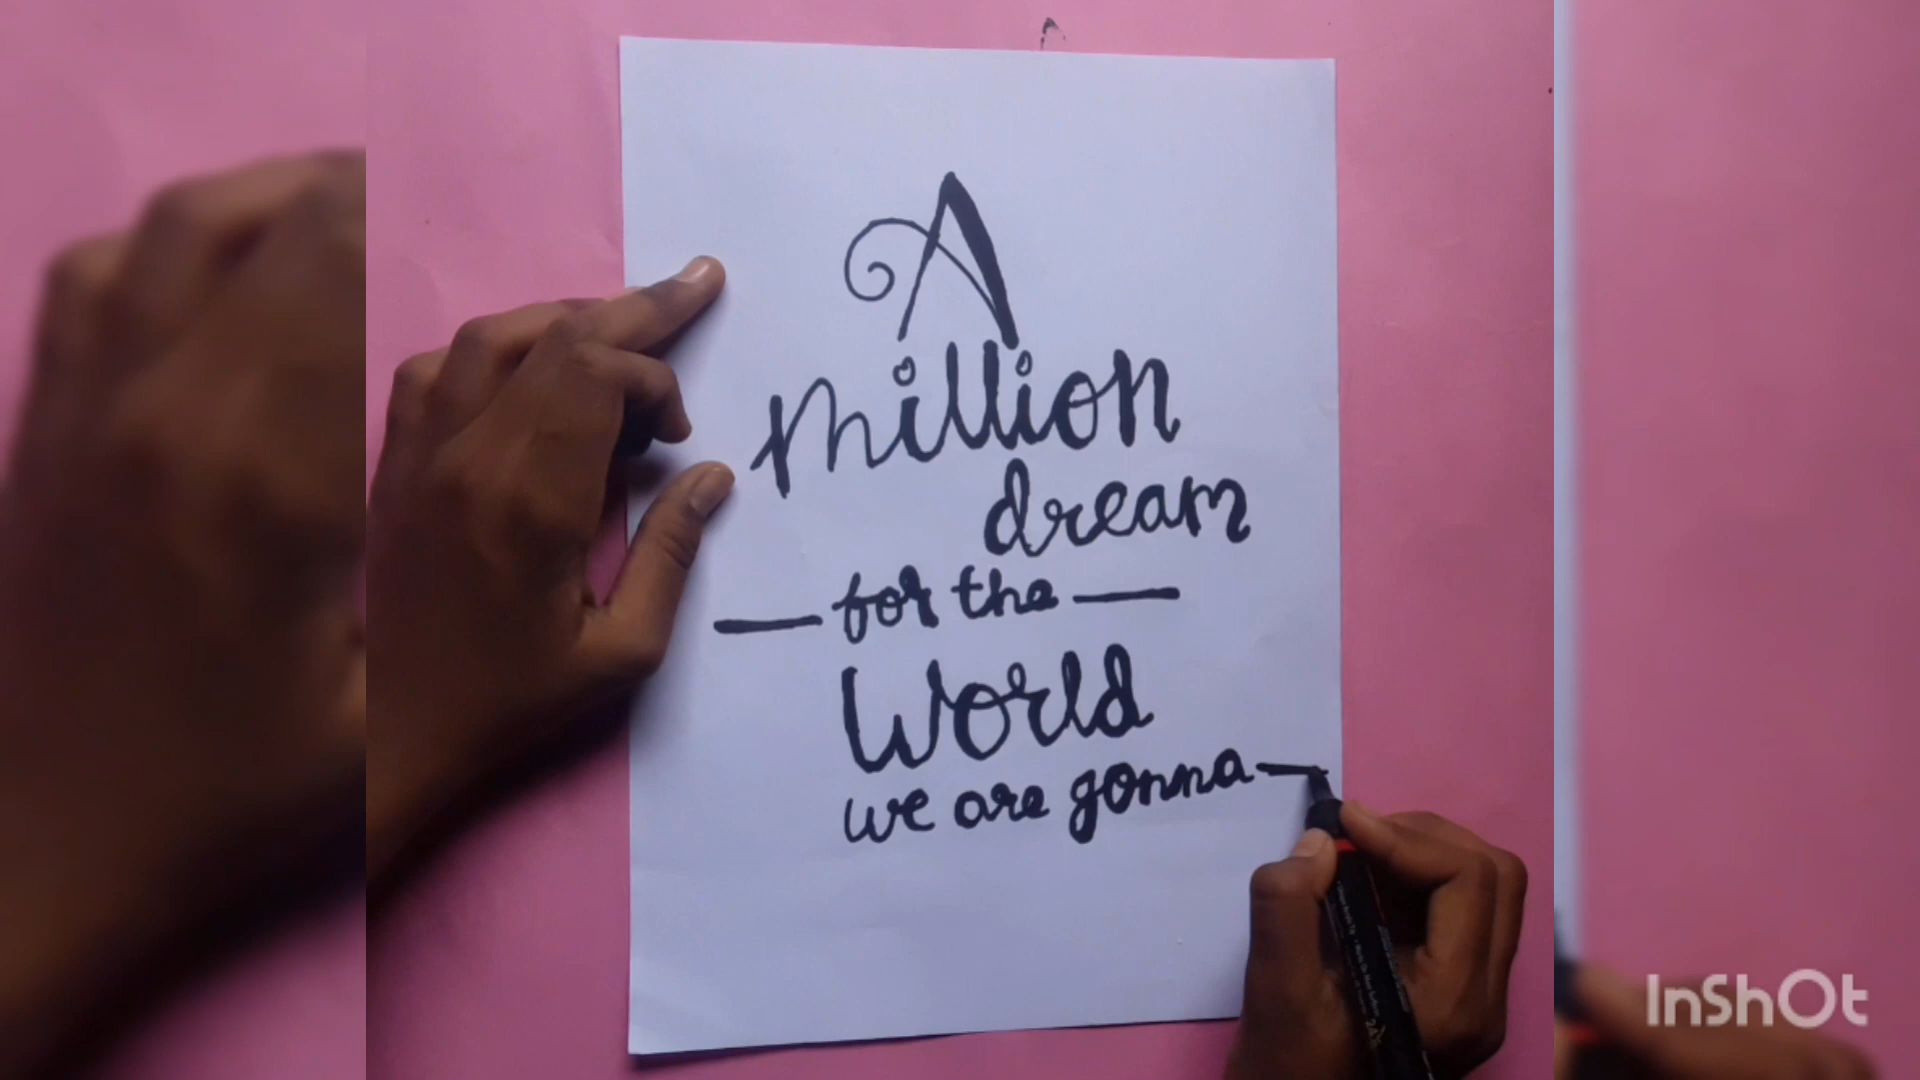 A
million
dream
— for the —
World
we are gonna —
InShOt